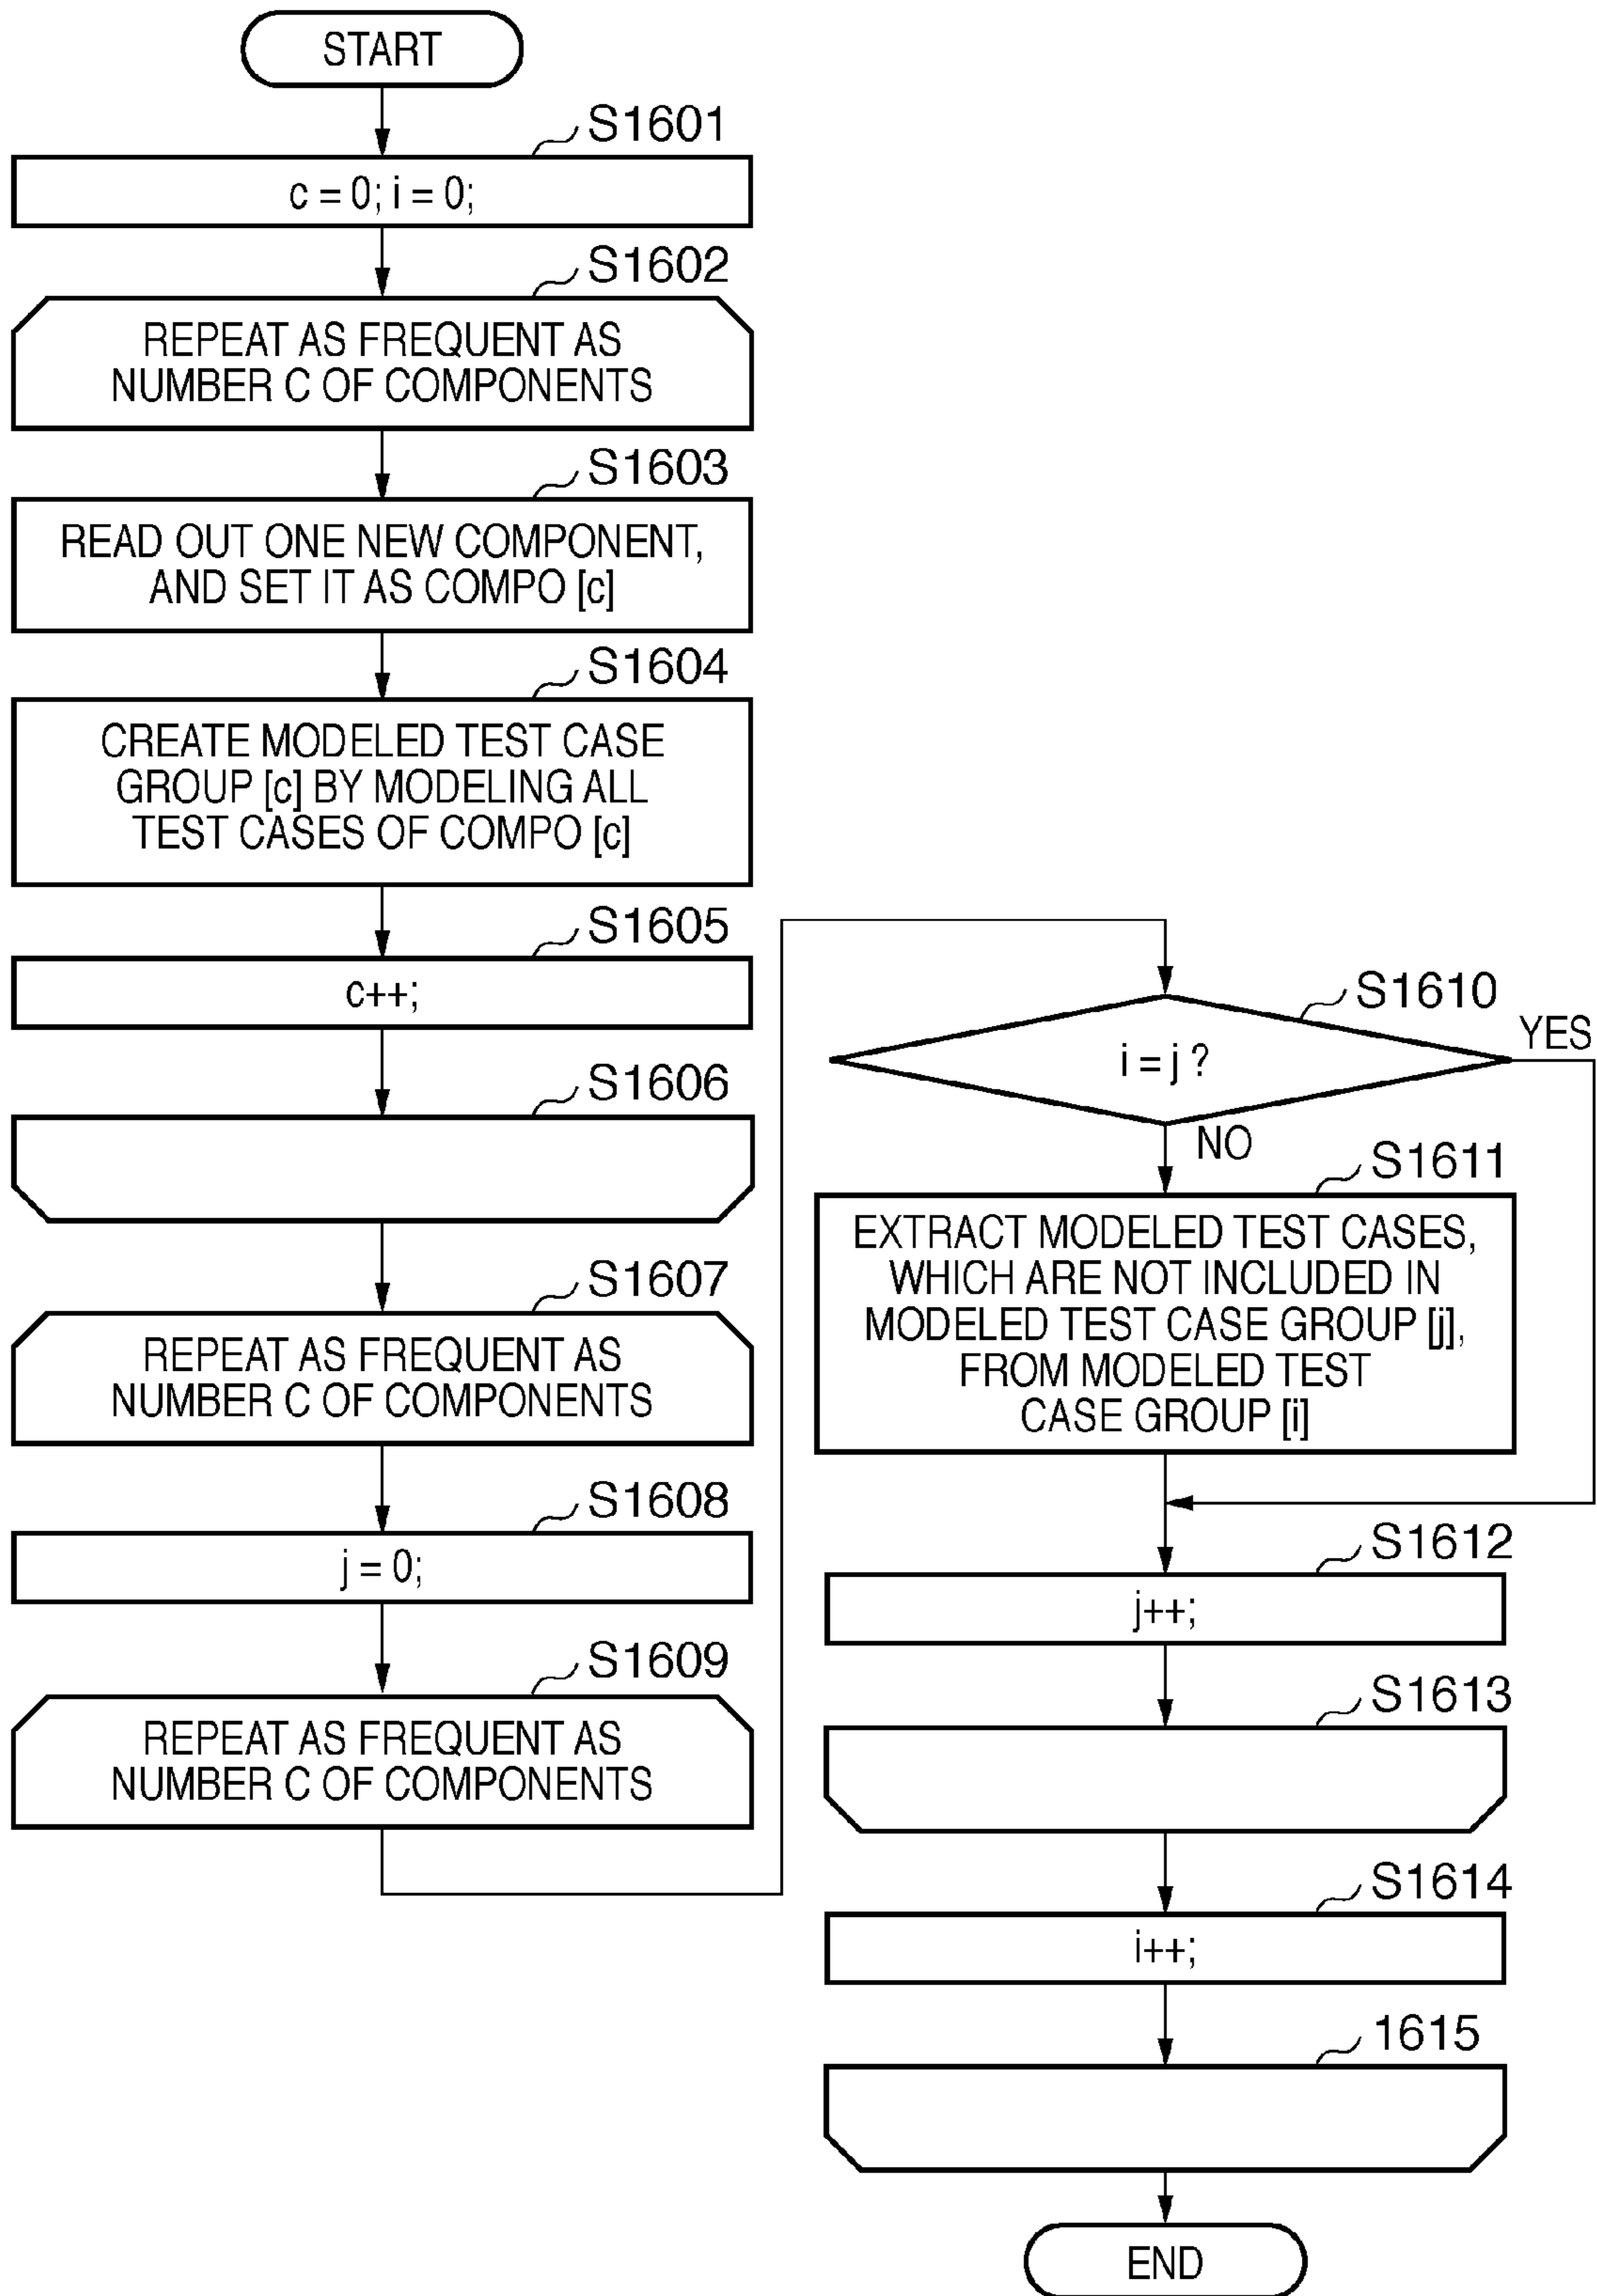 START
S1601
c = 0; i = 0;
S1602
REPEAT AS FREQUENT AS
NUMBER C OF COMPONENTS
S1603
READ OUT ONE NEW COMPONENT,
AND SET IT AS COMPO [c]
S1604
CREATE MODELED TEST CASE
GROUP [c] BY MODELING ALL
TEST CASES OF COMPO [c]
S1605
c++;
S1606
S1607
REPEAT AS FREQUENT AS
NUMBER C OF COMPONENTS
S1608
j = 0;
S1609
REPEAT AS FREQUENT AS
NUMBER C OF COMPONENTS
S1610
i = j ?
YES
NO
S1611
EXTRACT MODELED TEST CASES,
WHICH ARE NOT INCLUDED IN
MODELED TEST CASE GROUP [j],
FROM MODELED TEST
CASE GROUP [i]
S1612
j++;
S1613
S1614
i++;
1615
END